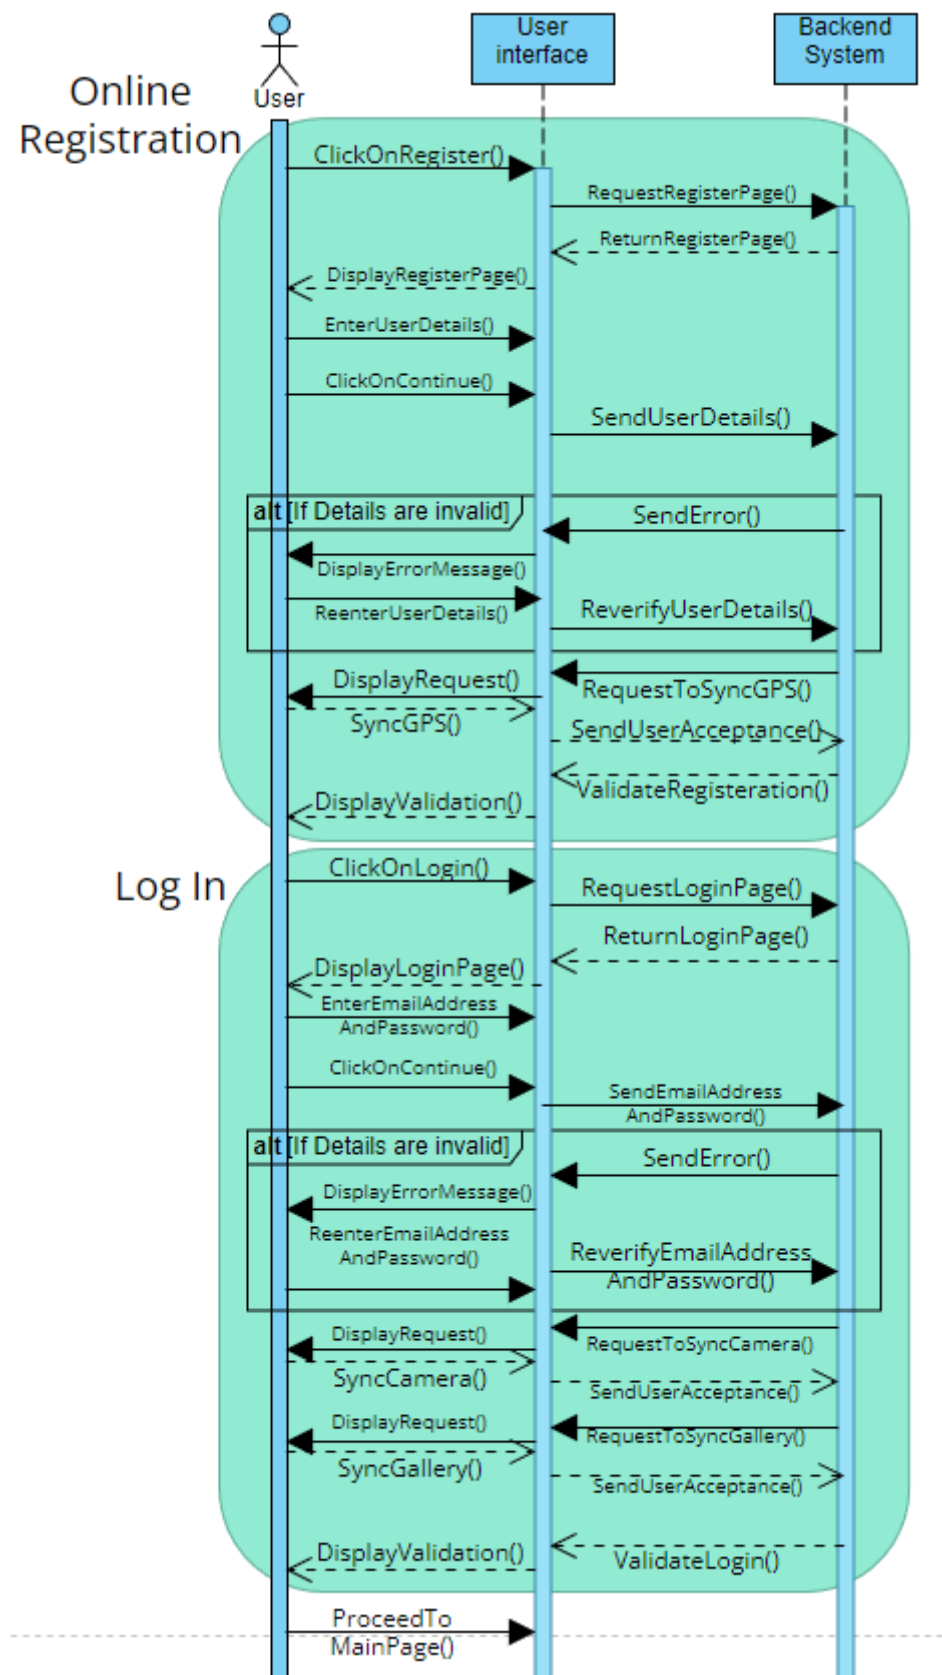 User
interface
Backend
System
User
Online
Registration
ClickOnRegister()
RequestRegisterPage()
ReturnRegisterPage()
DisplayRegisterPage()
EnterUserDetails()
ClickOnContinue()
SendUserDetails()
alt [If Details are invalid]
SendError()
DisplayErrorMessage()
ReenterUserDetails()
ReverifyUserDetails()
DisplayRequest()
RequestToSyncGPS()
SyncGPS()
SendUserAcceptance()
ValidateRegisteration()
DisplayValidation()
Log In
ClickOnLogin()
RequestLoginPage()
ReturnLoginPage()
DisplayLoginPage()
EnterEmailAddress
AndPassword()
ClickOnContinue()
SendEmailAddress
AndPassword()
alt [If Details are invalid]
SendError()
DisplayErrorMessage()
ReenterEmailAddress
AndPassword()
ReverifyEmailAddress
AndPassword()
DisplayRequest()
RequestToSyncCamera()
SyncCamera()
SendUserAcceptance()
DisplayRequest()
RequestToSyncGallery()
SyncGallery()
SendUserAcceptance()
DisplayValidation()
ValidateLogin()
ProceedTo
MainPage()